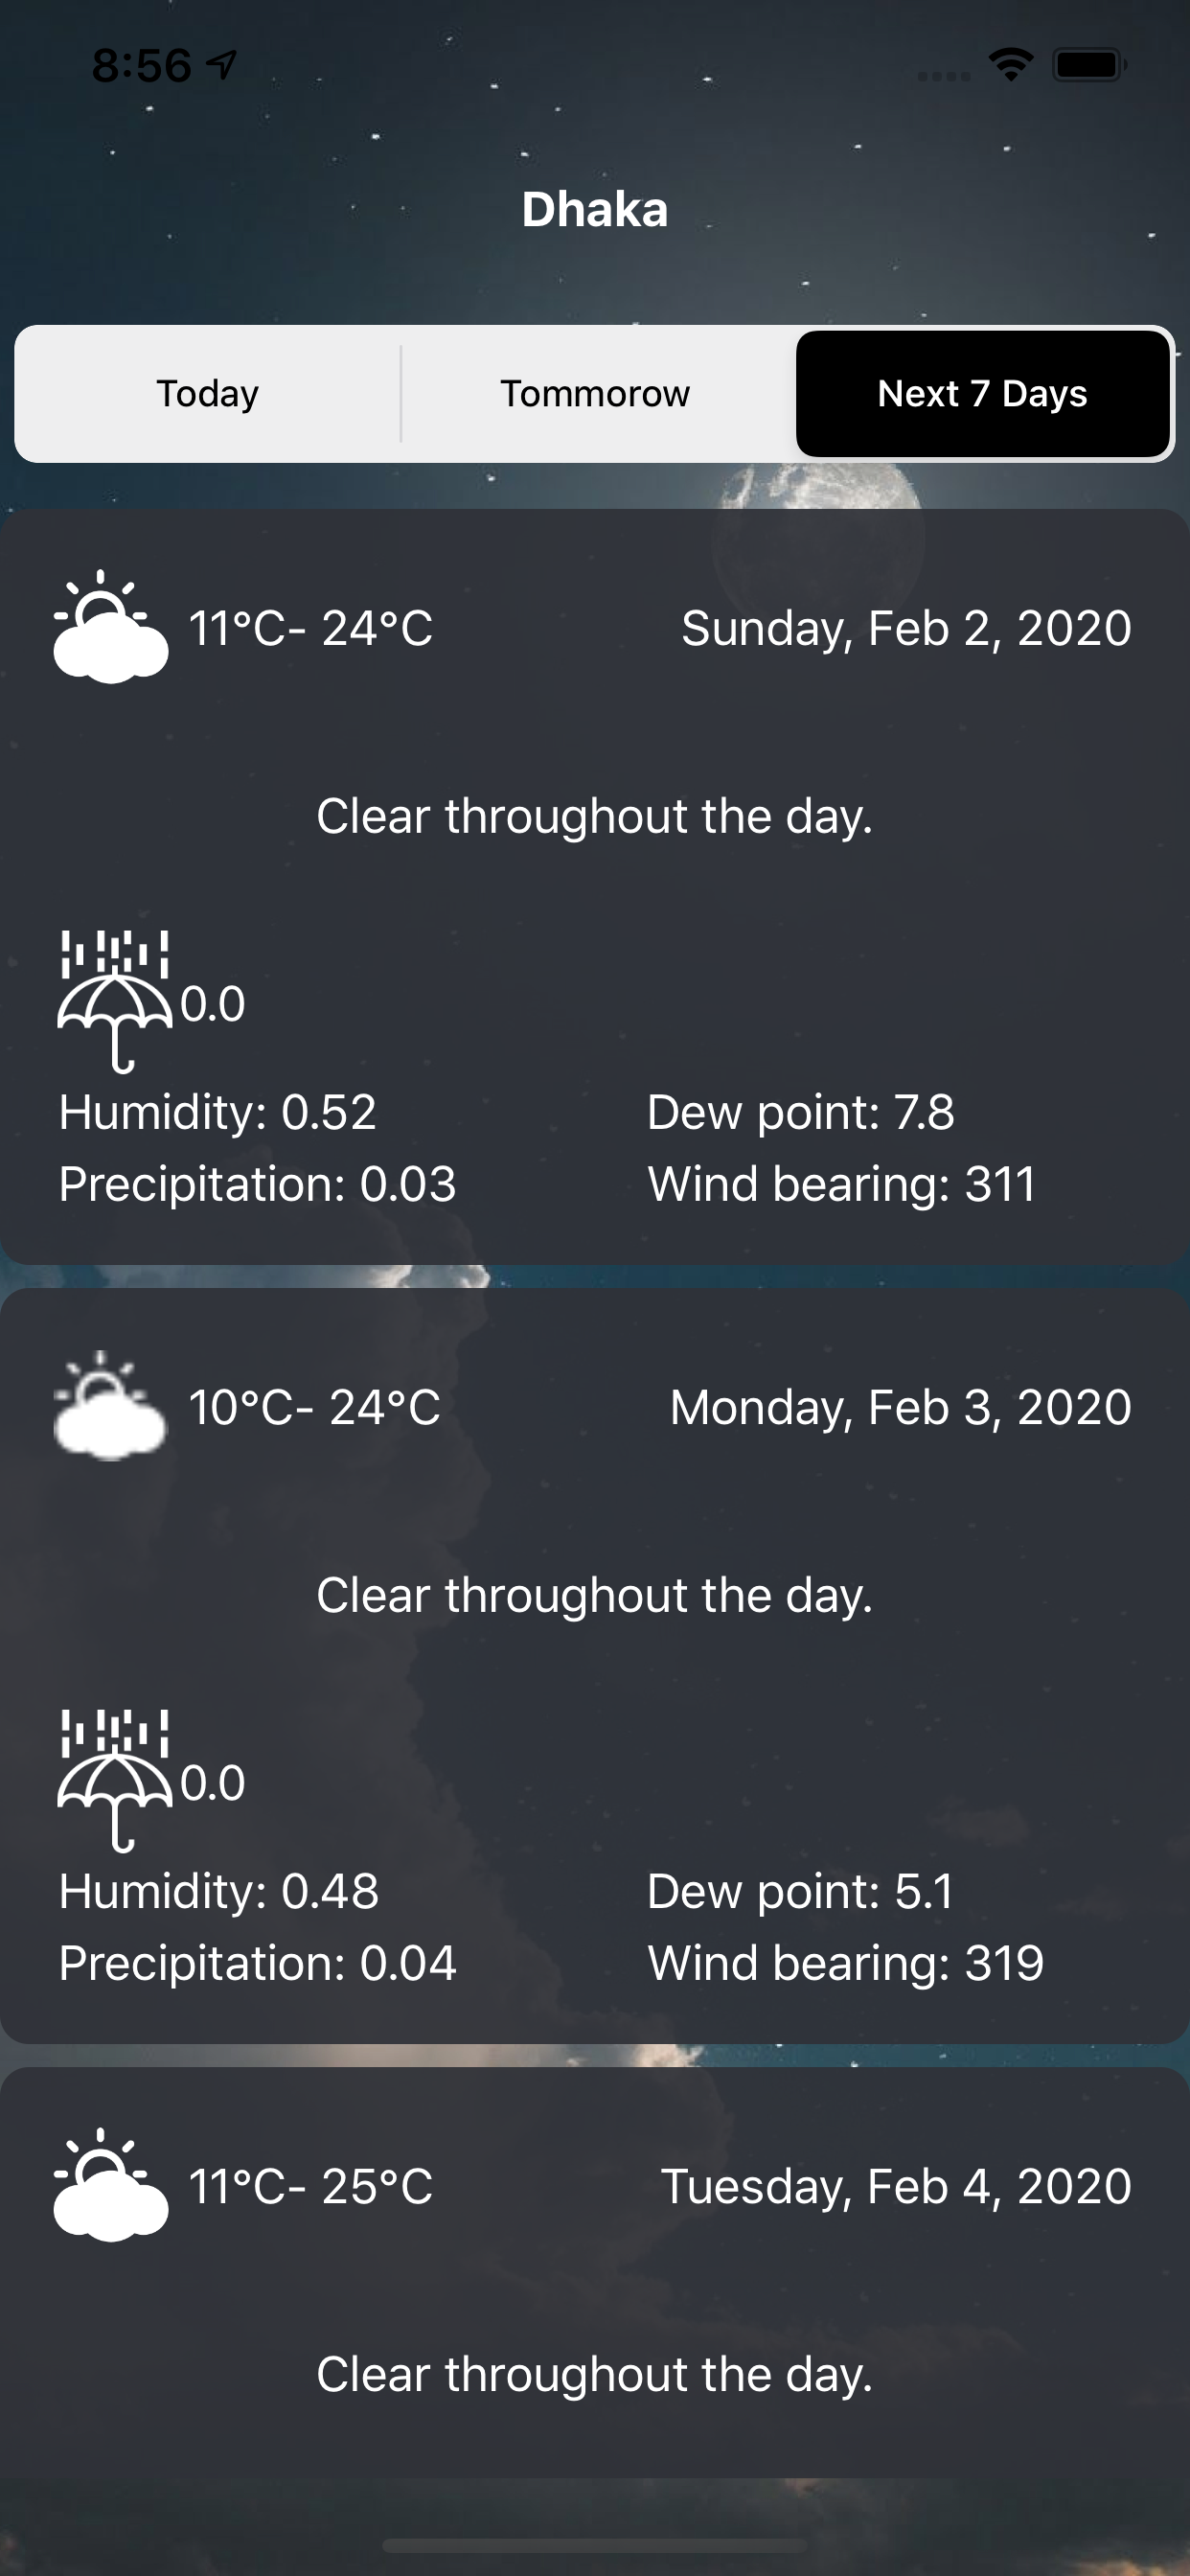 8:56
Dhaka
Today Tommorow Next 7 Days
11°C- 24°C Sunday, Feb 2, 2020
Clear throughout the day.
0.0
Humidity: 0.52 Dew point: 7.8
Precipitation: 0.03 Wind bearing: 311
10°C- 24°C Monday, Feb 3, 2020
Clear throughout the day.
0.0
Humidity: 0.48 Dew point: 5.1
Precipitation: 0.04 Wind bearing: 319
11°C- 25°C Tuesday, Feb 4, 2020
Clear throughout the day.